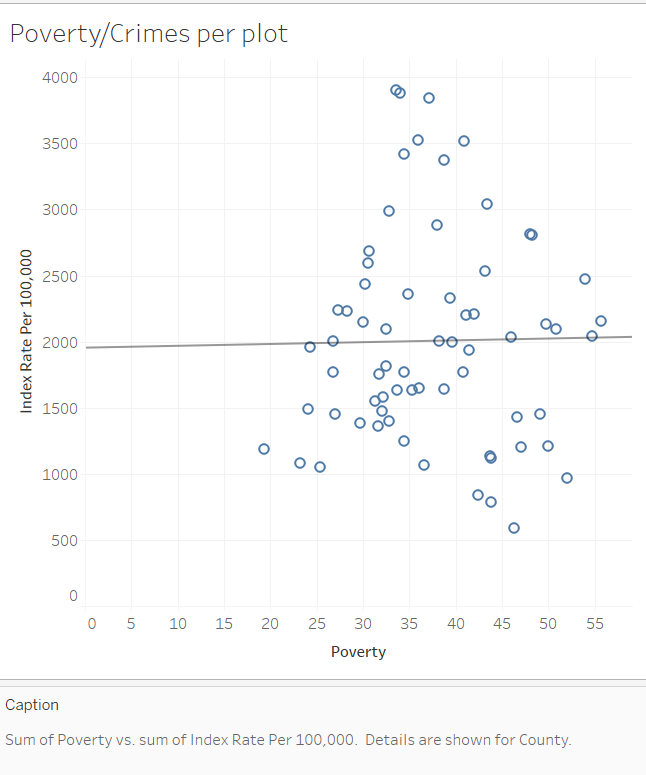 Poverty/Crimes per plot
4000
3500
3000
2500
2000
1500
1000
500
0
Index Rate Per 100,000
0 5 10 15 20 25 30 35 40 45 50 55
Poverty
Caption
Sum of Poverty vs. sum of Index Rate Per 100,000. Details are shown for County.